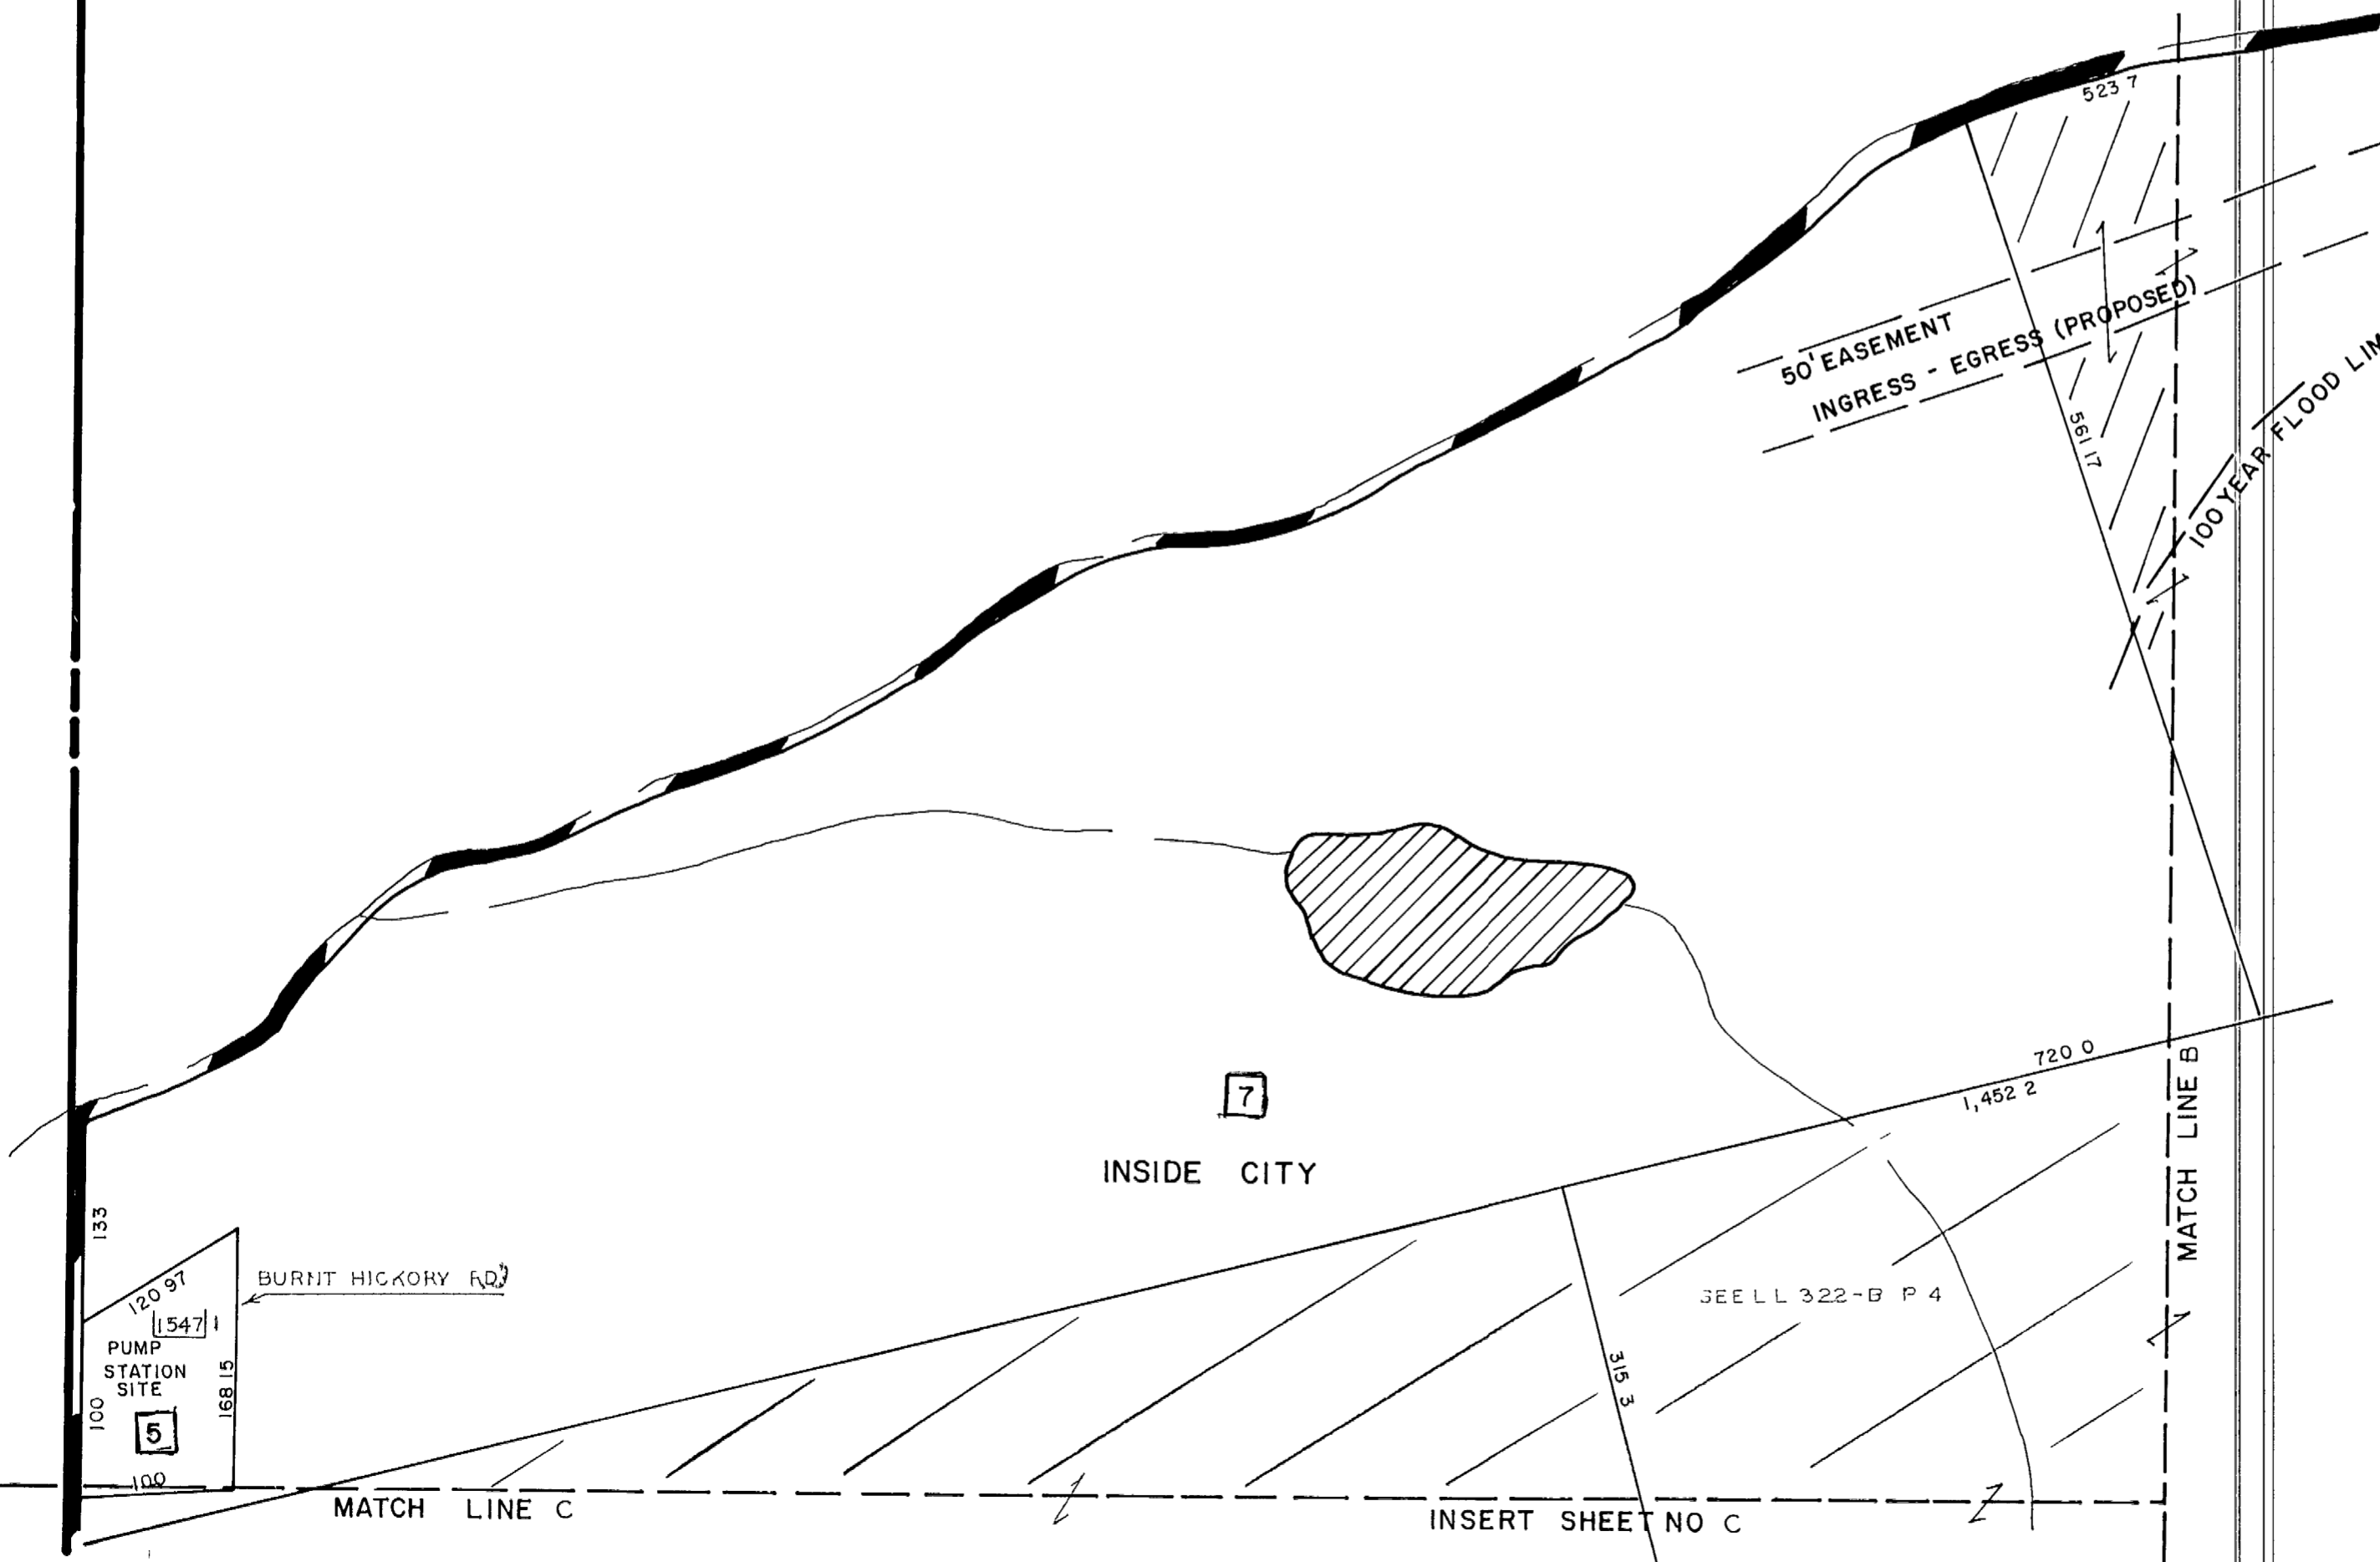 523 7
50' EASEMENT
INGRESS - EGRESS (PROPOSED)
561 17
100 YEAR FLOOD
720 0
1,452 2
MATCH LINE B
7
INSIDE CITY
133
120 97
BURNT HICKORY RD
1547 1
PUMP
STATION
SITE
168 15
100
5
100
SEE L L 322-B P 4
315 3
MATCH LINE C
INSERT SHEET NO C